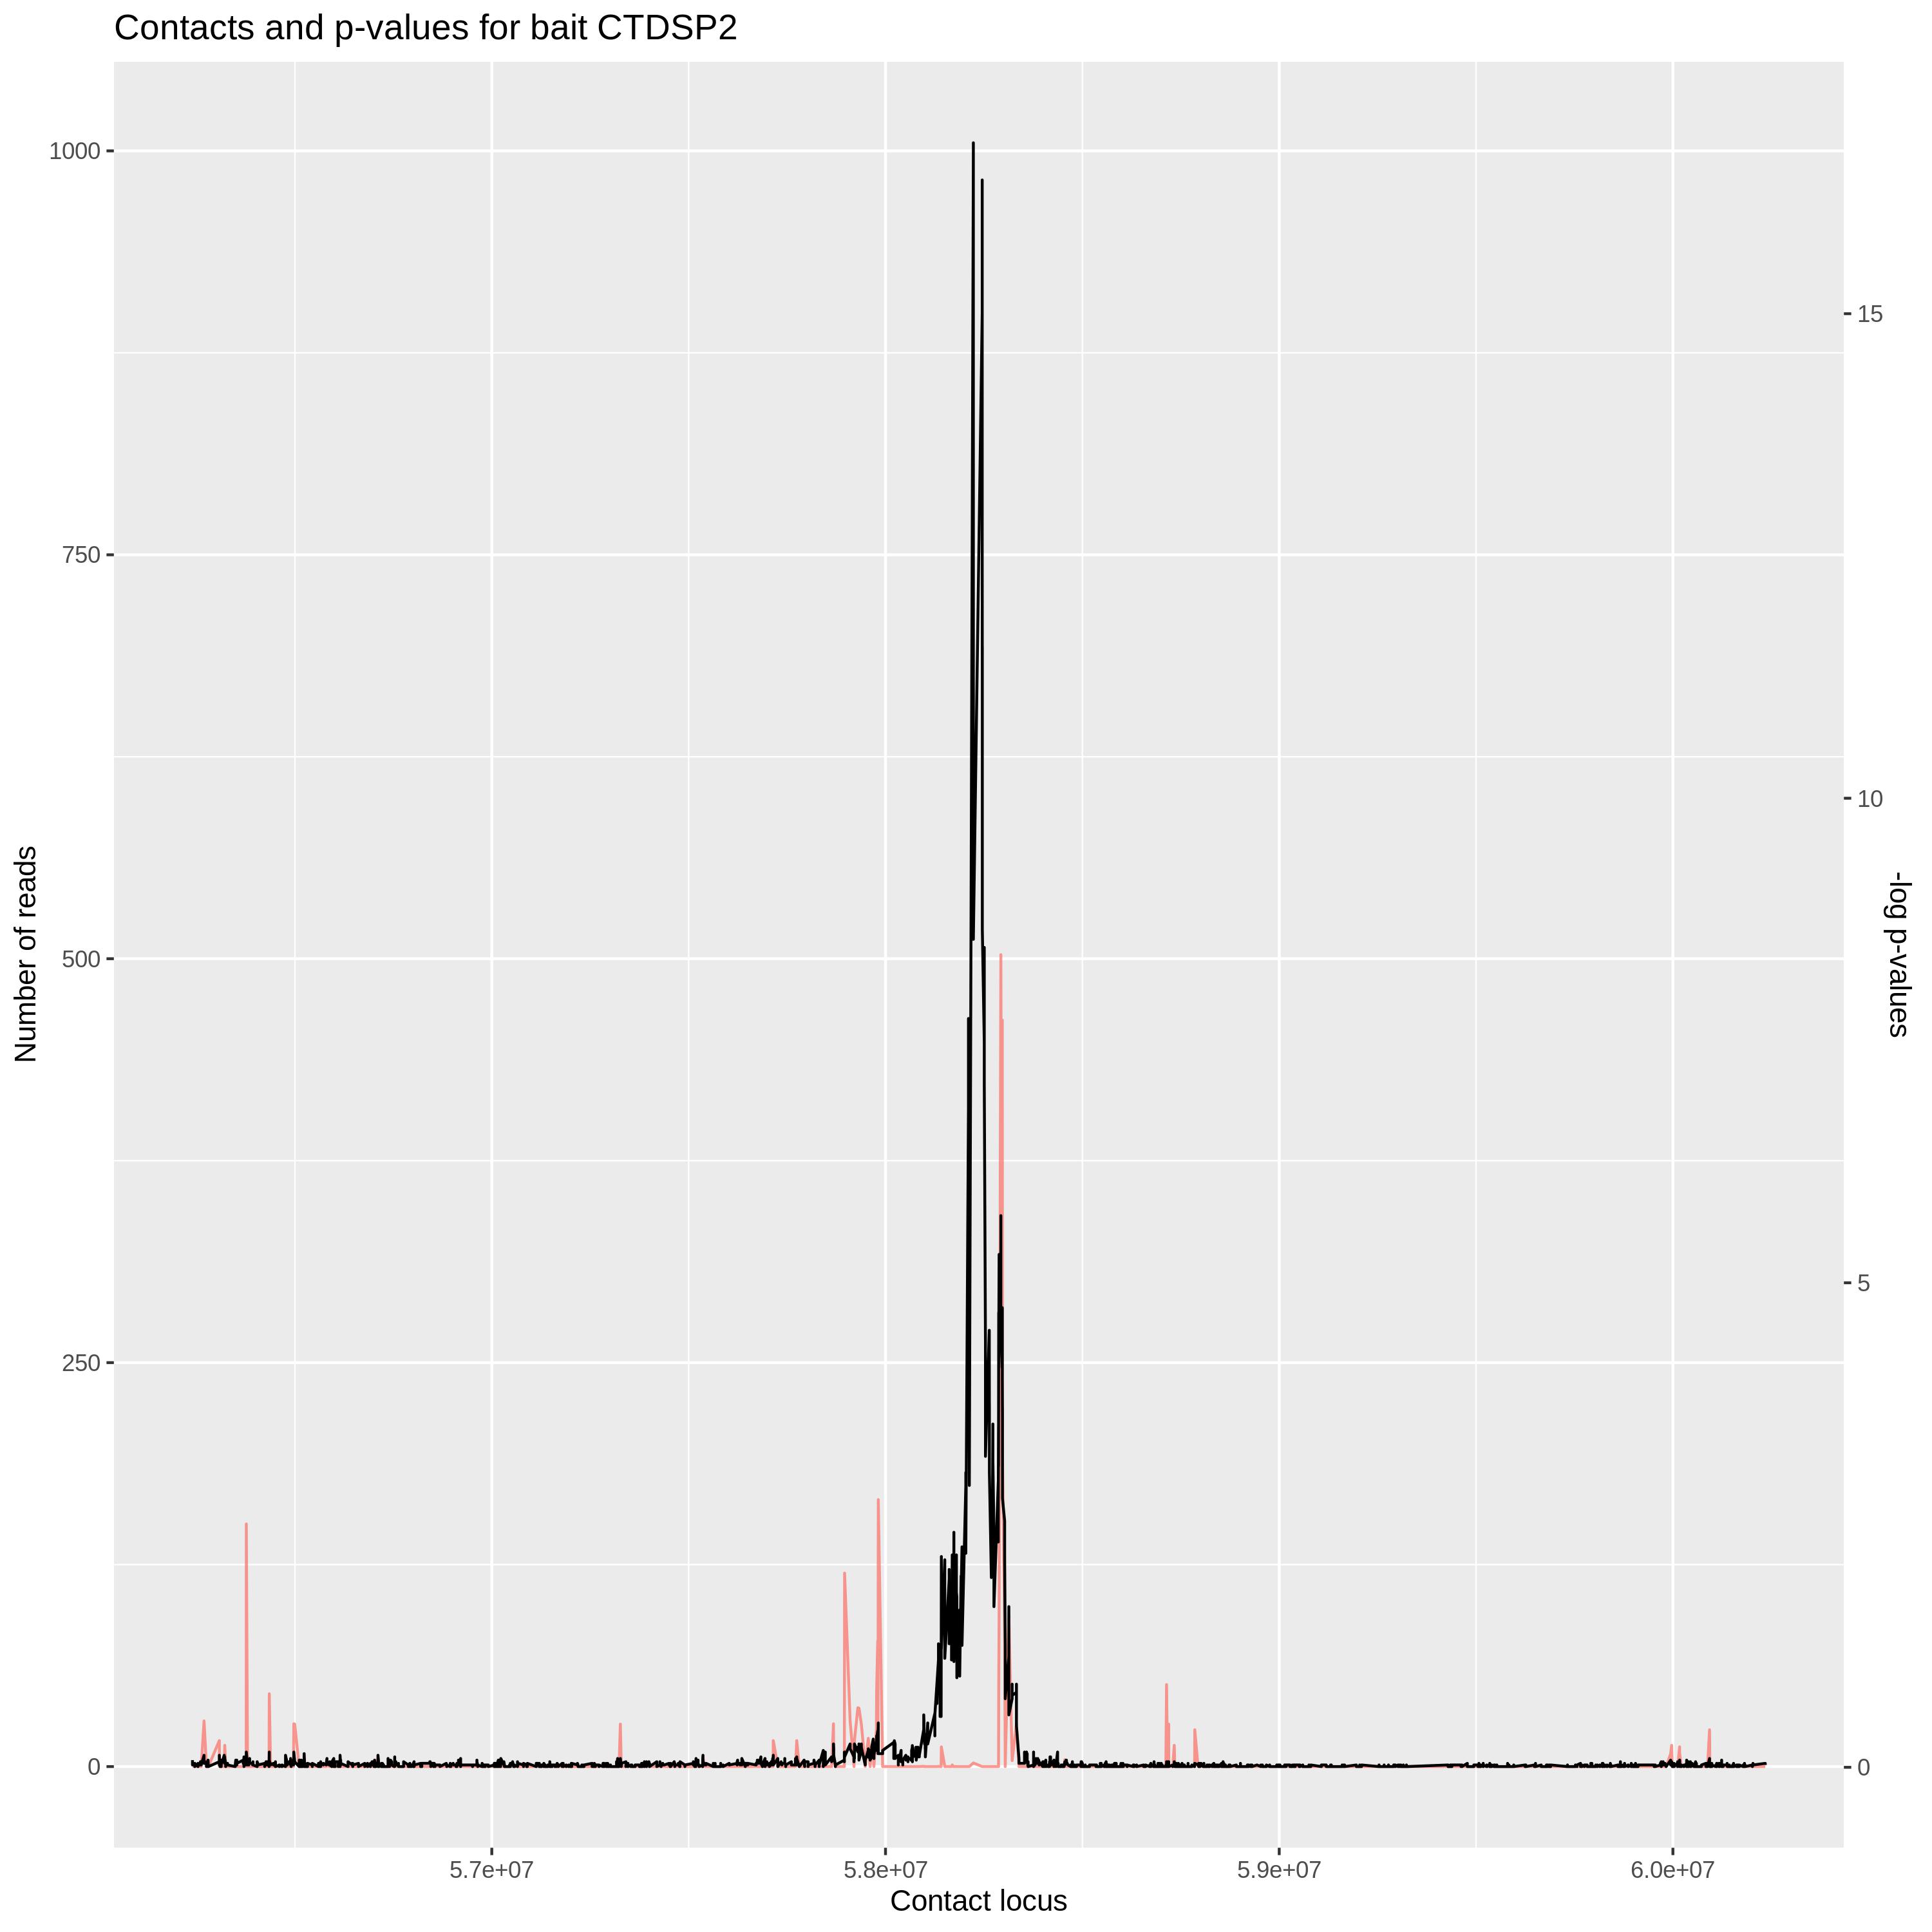 Contacts and p-values for bait CTDSP2
1000
750
500
250
0
Number of reads
15
10
5
0
-log p-values
5.7e+07
5.8e+07
5.9e+07
6.0e+07
Contact locus